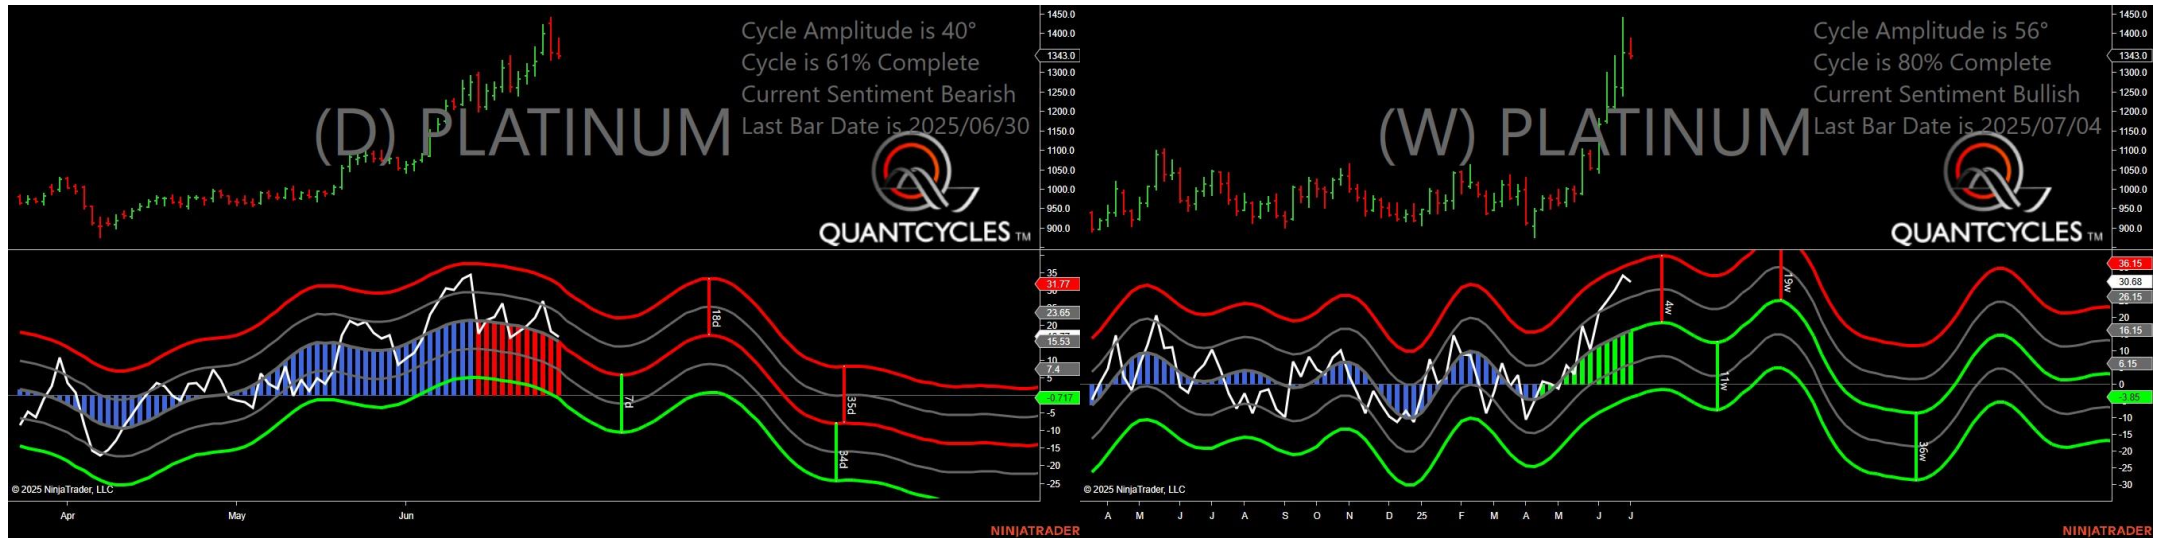 Cycle Amplitude is 40°
Cycle is 61% Complete
Current Sentiment Bearish
Last Bar Date is 2025/06/30
(D) PLATINUM
QUANTCYCLES TM
1450.0
1400.0
1343.0
1300.0
1250.0
1200.0
1150.0
1100.0
1050.0
1000.0
950.0
900.0
35
31.77
23.65
20
15.53
10
7.4
5
-0.717
-5
-10
-15
-20
-25
18d
7d
35d
34d
© 2025 NinjaTrader, LLC
Apr May Jun
NINJATRADER
Cycle Amplitude is 56°
Cycle is 80% Complete
Current Sentiment Bullish
Last Bar Date is 2025/07/04
(W) PLATINUM
QUANTCYCLES TM
1450.0
1400.0
1343.0
1300.0
1250.0
1200.0
1150.0
1100.0
1050.0
1000.0
950.0
900.0
36.15
30.68
26.15
20
16.15
10
6.15
0
-3.85
-10
-15
-20
-25
-30
4w
19w
11w
36w
© 2025 NinjaTrader, LLC
A M J J A S O N D 25 F M A M J J
NINJATRADER